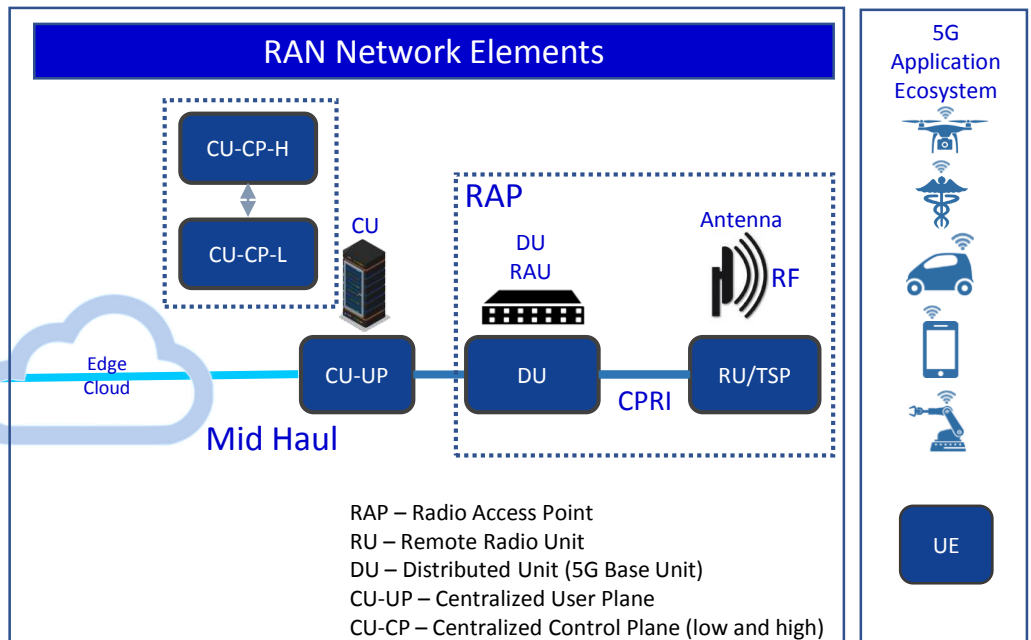 RAN Network Elements
CU-CP-H
CU-CP-L
CU
RAP
DU
RAU
Antenna
RF
Edge
Cloud
CU-UP
DU
CPRI
RU/TSP
Mid Haul
RAP – Radio Access Point
RU – Remote Radio Unit
DU – Distributed Unit (5G Base Unit)
CU-UP – Centralized User Plane
CU-CP – Centralized Control Plane (low and high)
5G
Application
Ecosystem
UE